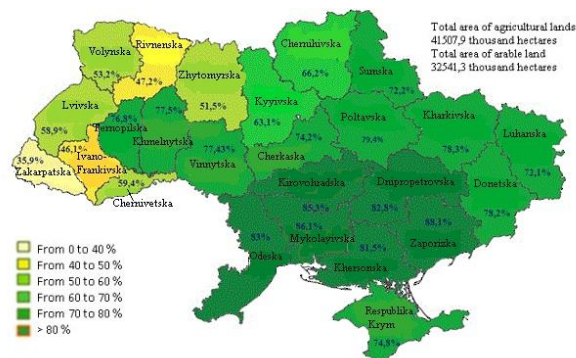 Total area of agricultural lands
41507,9 thousand hectares
Total area of arable land
32541,3 thousand hectares
Volynska
53,2%
Rivnenska
47,2%
Zhytomyrska
51,5%
Chernihivska
66,2%
Sumska
72,2%
Lvivska
58,9%
Ternopilska
76,8%
Khmelnytska
77,5%
Kyyivska
63,1%
Poltavska
79,4%
Kharkivska
78,3%
Luhanska
72,1%
Zakarpatska
35,9%
Ivano-
Frankivska
46,1%
Chernivetska
59,4%
Vinnytska
77,43%
Cherkaska
74,2%
Kirovohradska
85,3%
Dnipropetrovska
82,8%
Donetska
78,2%
Odeska
83%
Mykolayivska
86,1%
Khersonska
81,5%
Zaporizka
88,1%
Respublika
Krym
74,8%
From 0 to 40 %
From 40 to 50 %
From 50 to 60 %
From 60 to 70 %
From 70 to 80 %
> 80 %